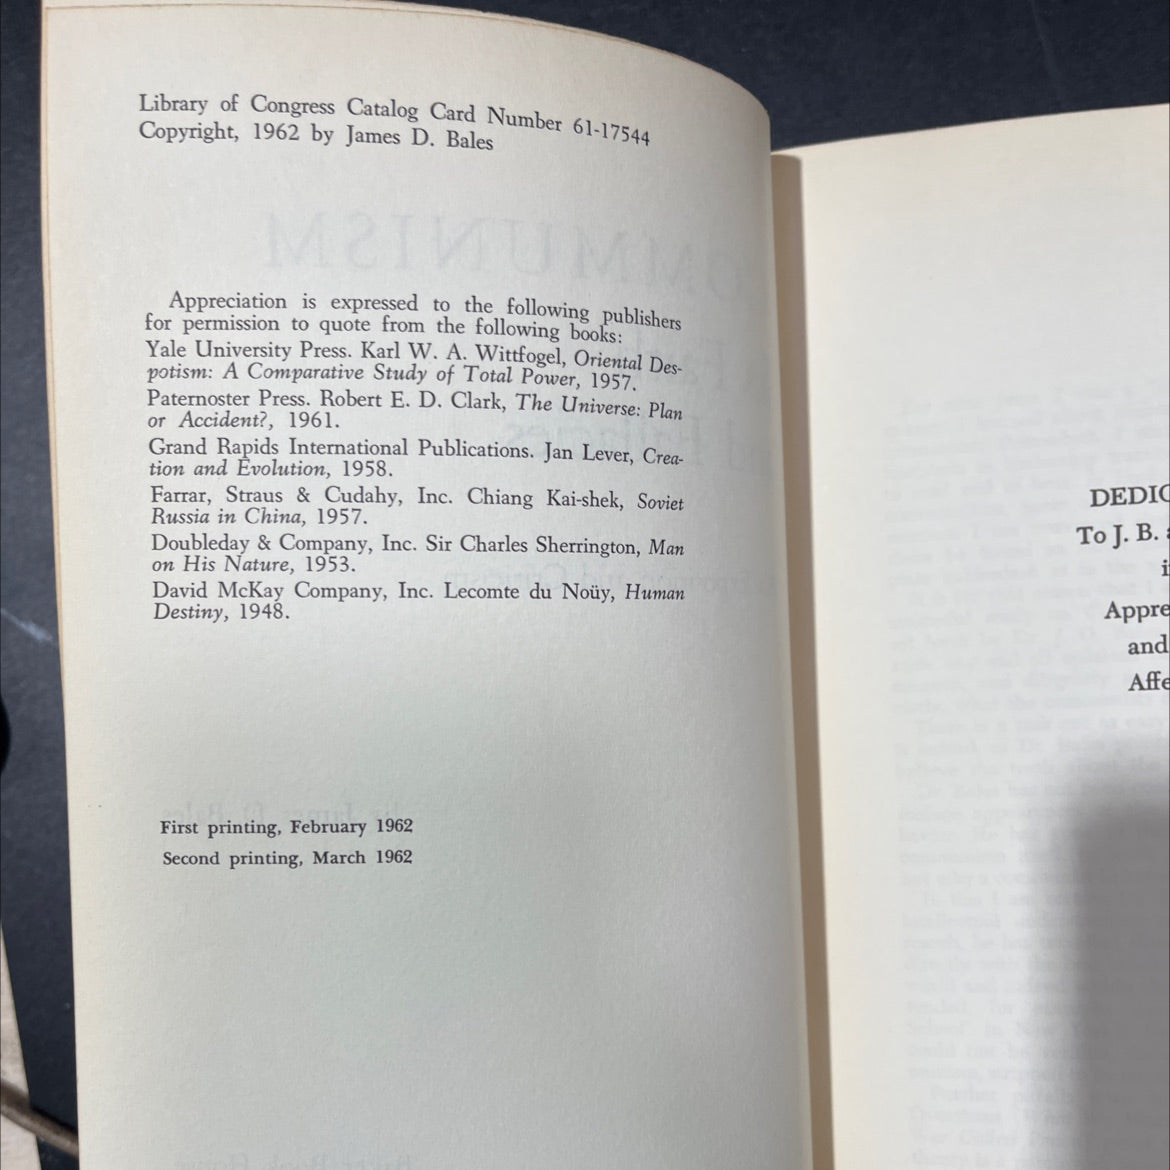 Library of Congress Catalog Card Number 61-17544
Copyright, 1962 by James D. Bales
Appreciation is expressed to the following publishers
for permission to quote from the following books:
Yale University Press. Karl W. A. Wittfogel, Oriental Des-
potism: A Comparative Study of Total Power, 1957.
Paternoster Press. Robert E. D. Clark, The Universe: Plan
or Accident?, 1961.
Grand Rapids International Publications. Jan Lever, Crea-
tion and Evolution, 1958.
Farrar, Straus & Cudahy, Inc. Chiang Kai-shek, Soviet
Russia in China, 1957.
Doubleday & Company, Inc. Sir Charles Sherrington, Man
on His Nature, 1953.
David McKay Company, Inc. Lecomte du Noüy, Human
Destiny, 1948.
First printing, February 1962
Second printing, March 1962
DEDIC
To J. B.
i
Appre
and
Affe